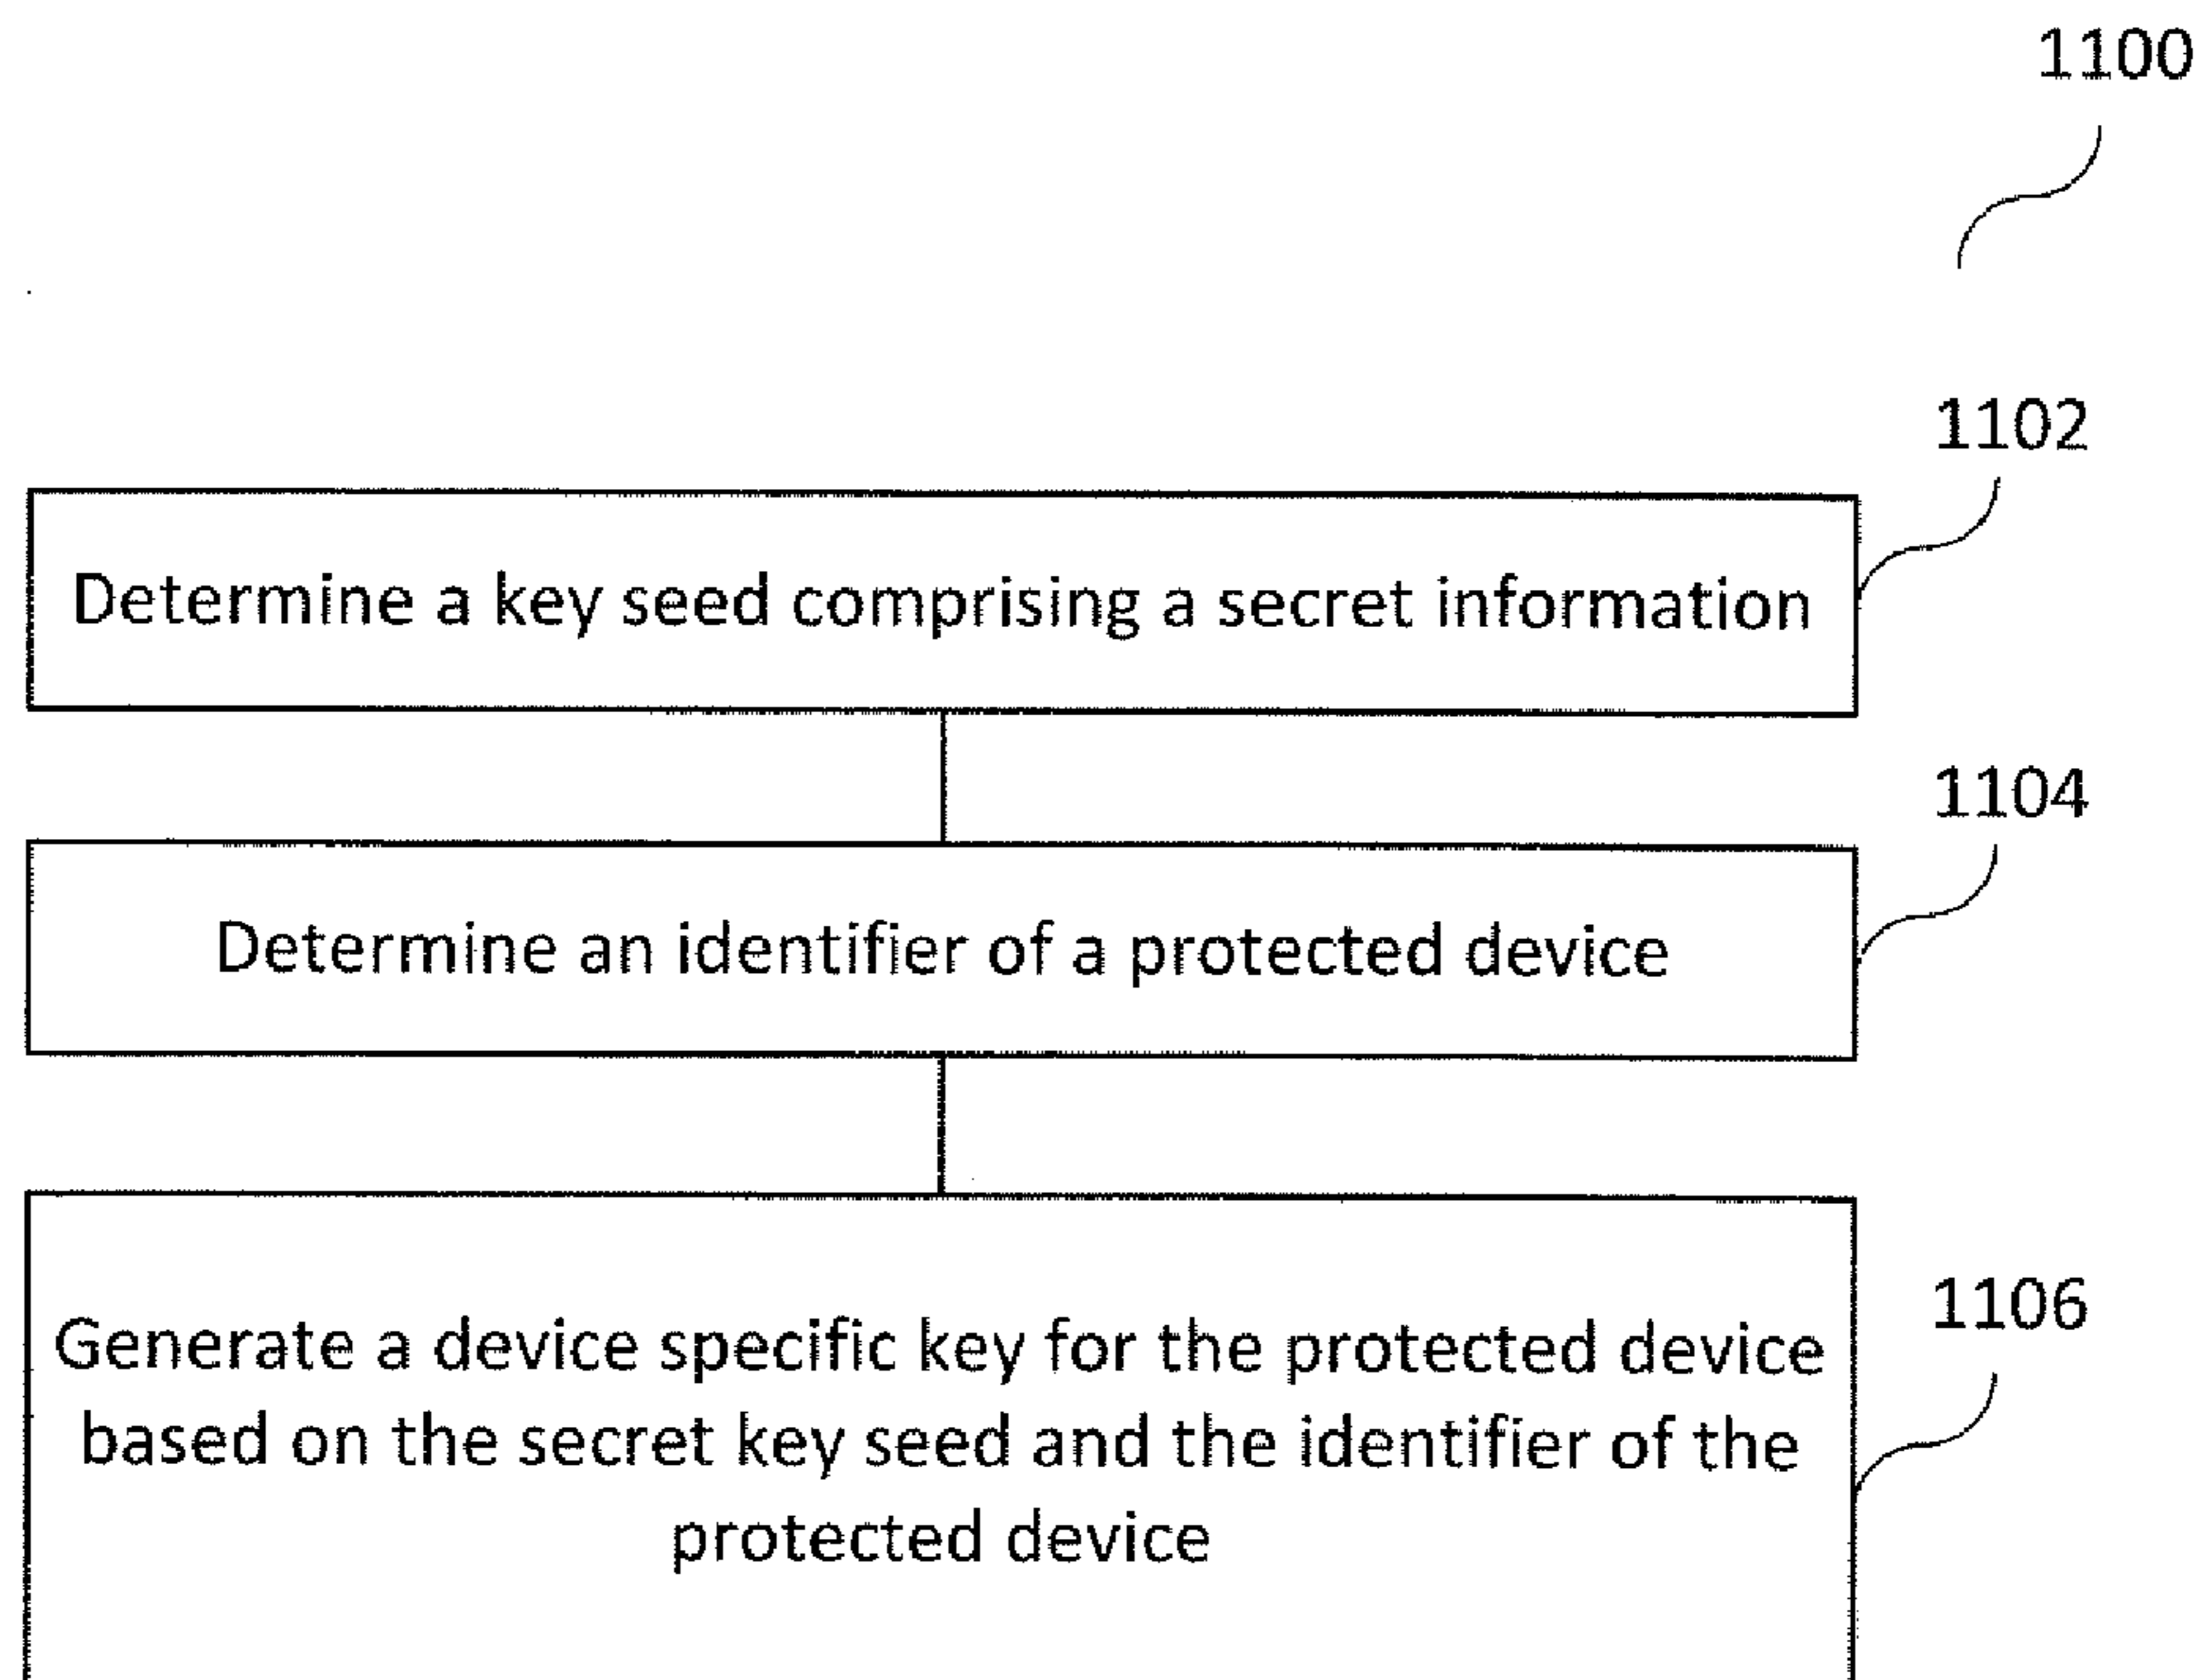 1100
1102
Determine a key seed comprising a secret information
1104
Determine an identifier of a protected device
1106
Generate a device specific key for the protected device
based on the secret key seed and the identifier of the
protected device